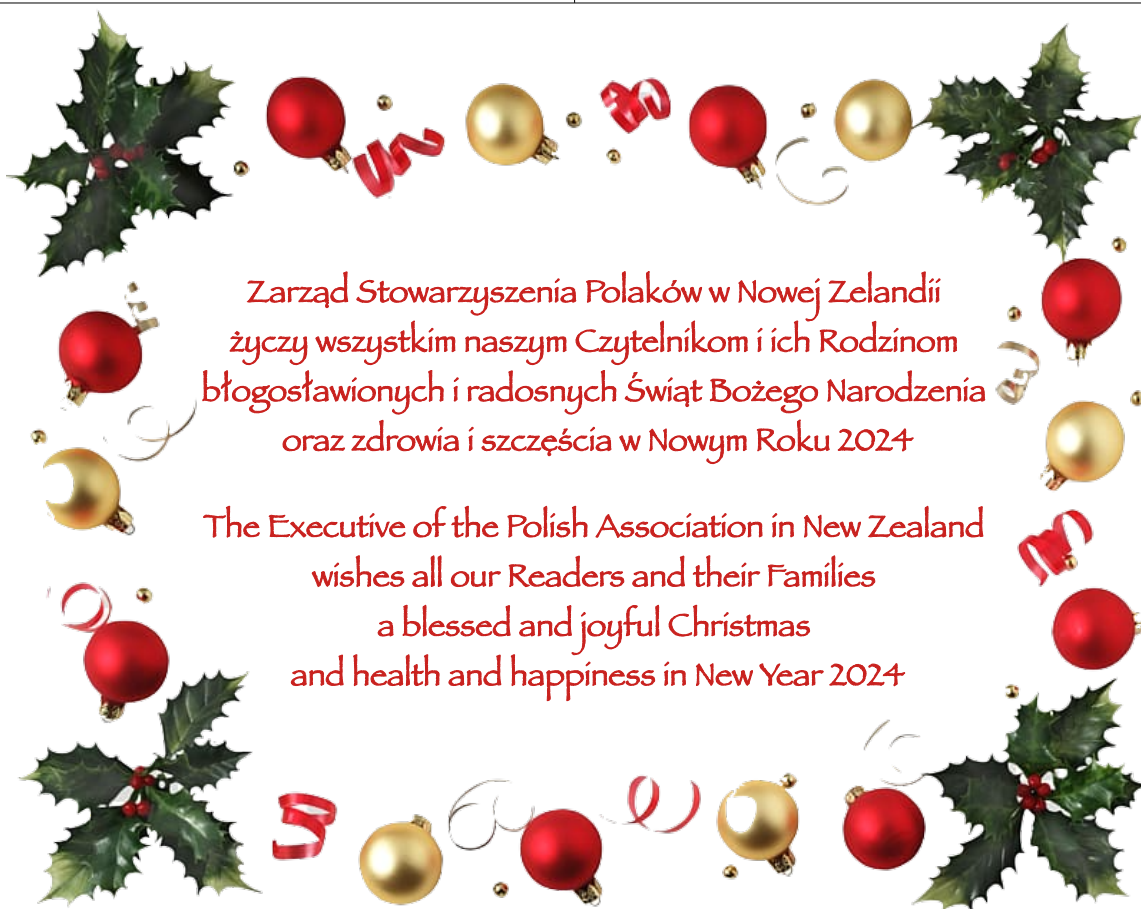 Zarząd Stowarzyszenia Polaków w Nowej Zelandii
życzy wszystkim naszym Czytelnikom i ich Rodzinom
błogosławionych i radosnych Świąt Bożego Narodzenia
oraz zdrowia i szczęścia w Nowym Roku 2024
The Executive of the Polish Association in New Zealand
wishes all our Readers and their Families
a blessed and joyful Christmas
and health and happiness in New Year 2024